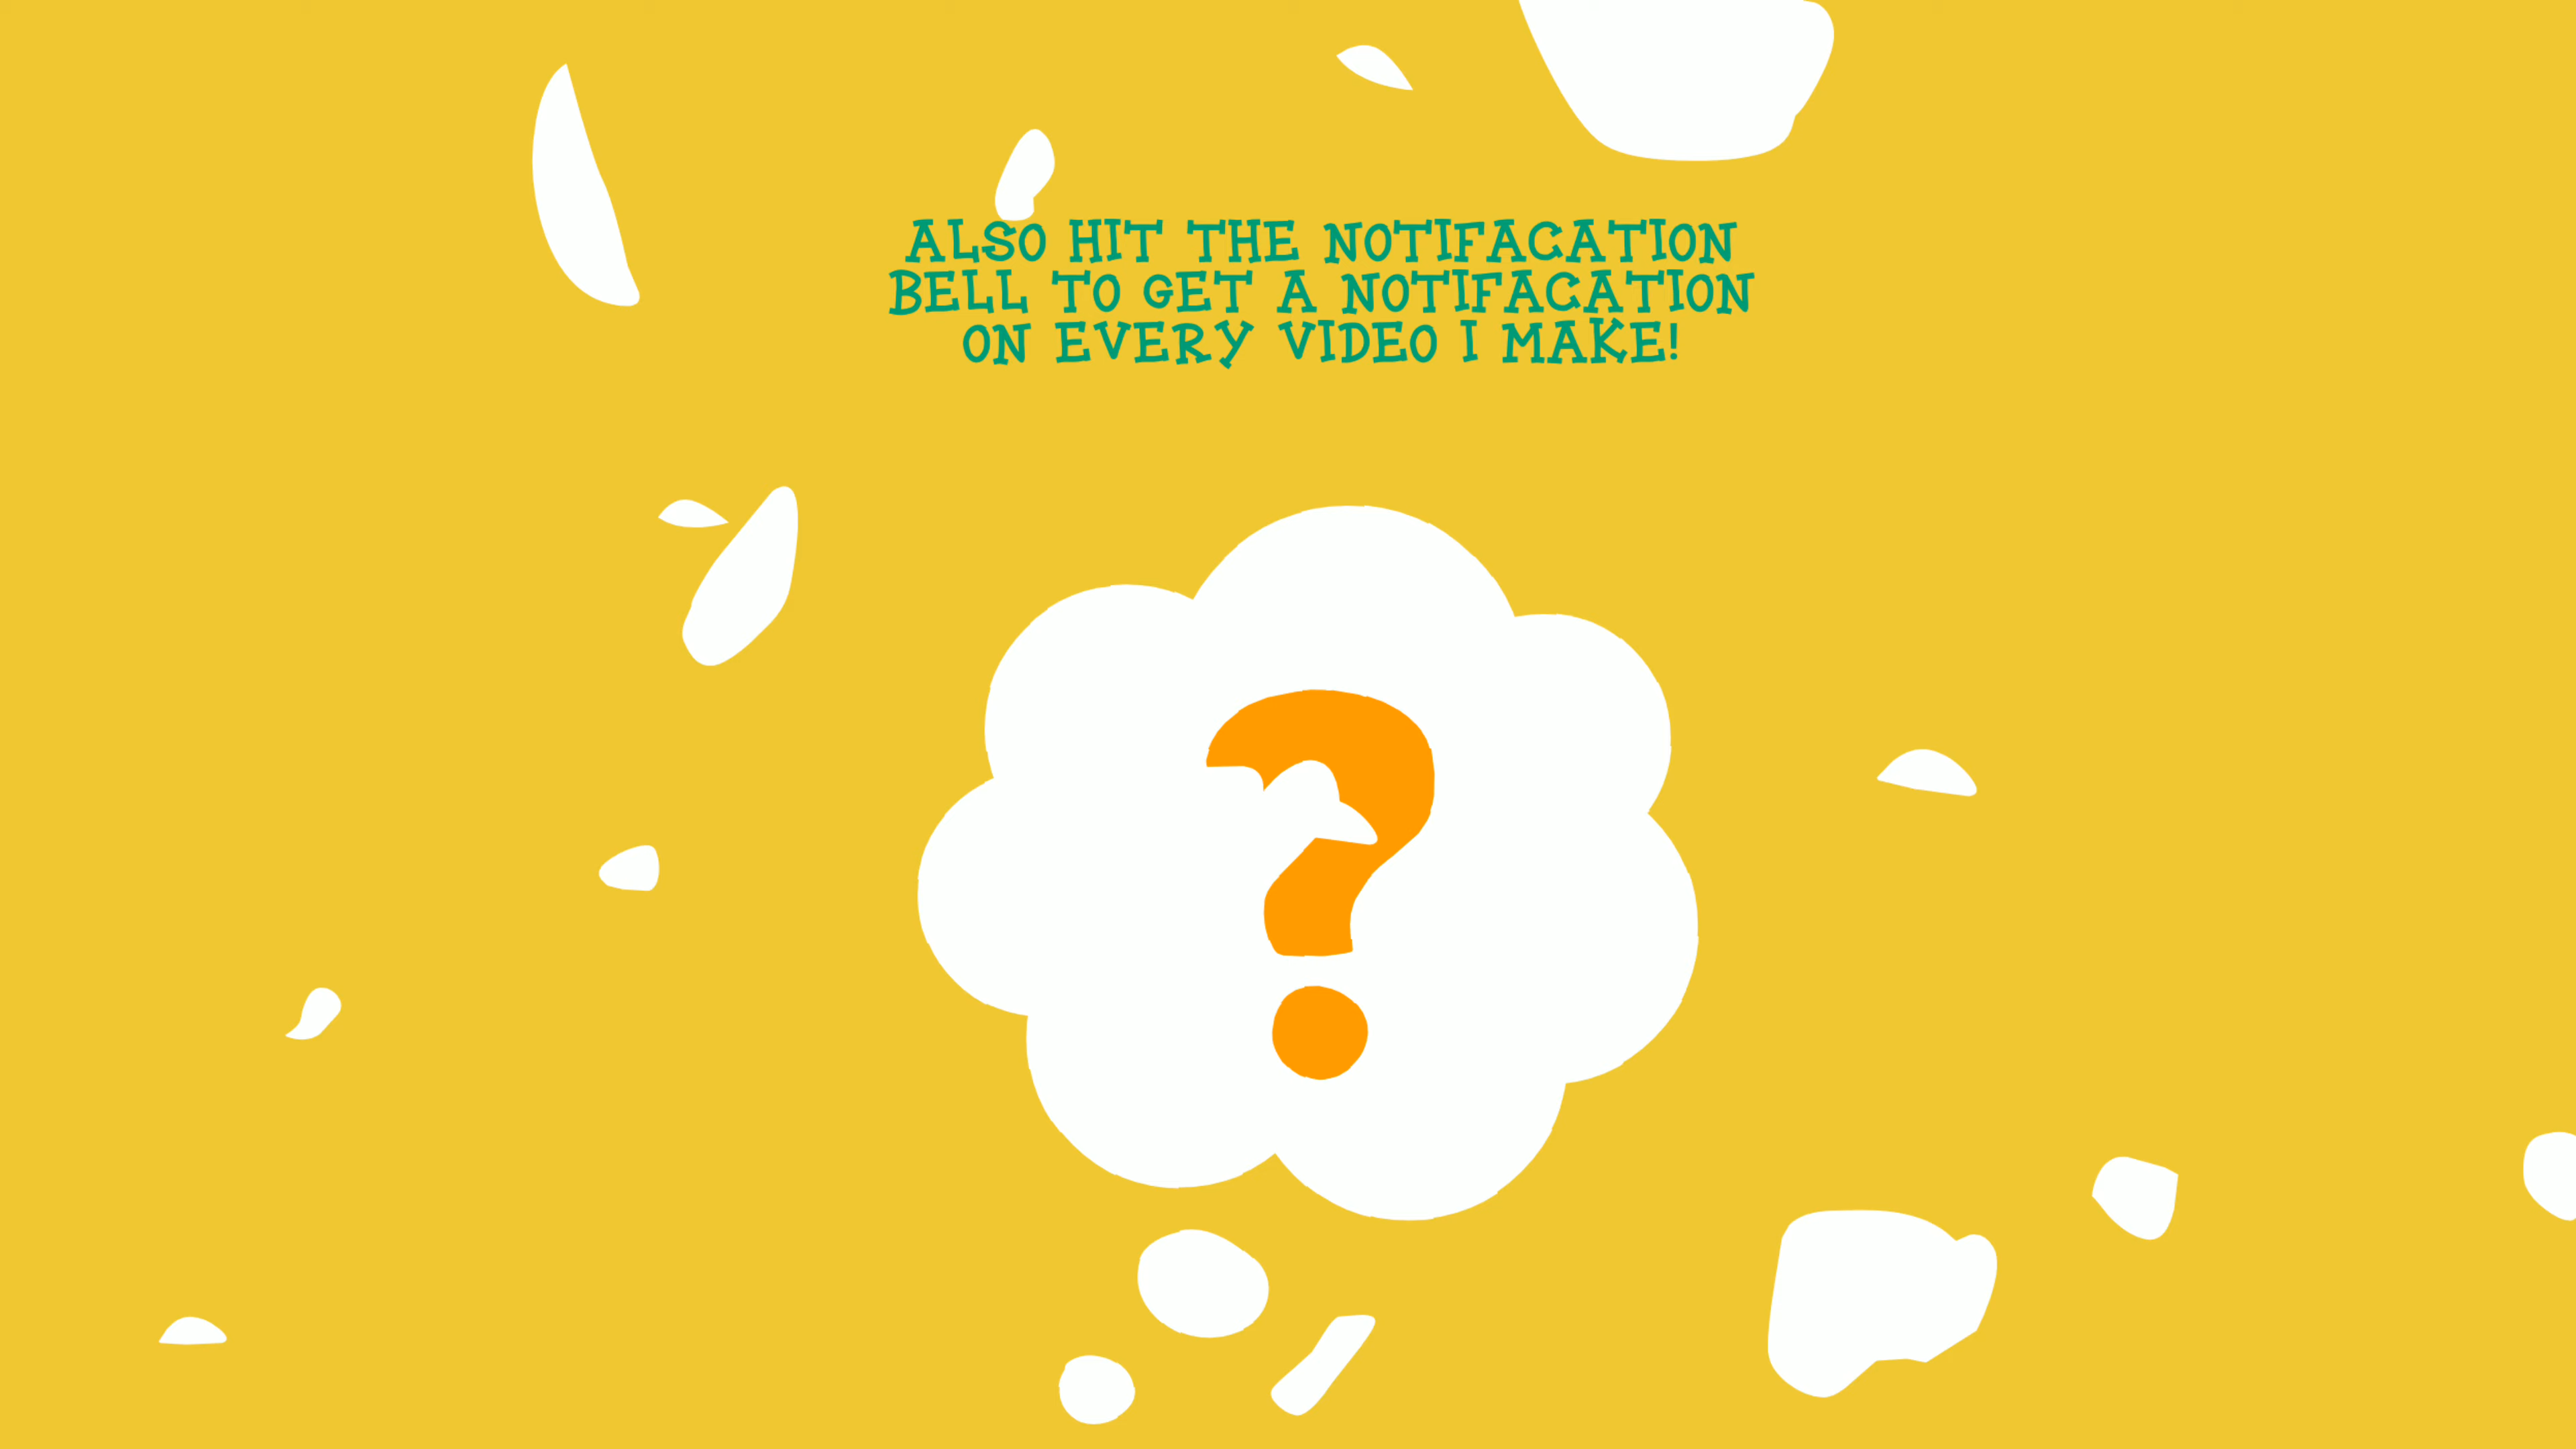 ALSO HIT THE NOTIFACATION
BELL TO GET A NOTIFACATION
ON EVERY VIDEO I MAKE!
?